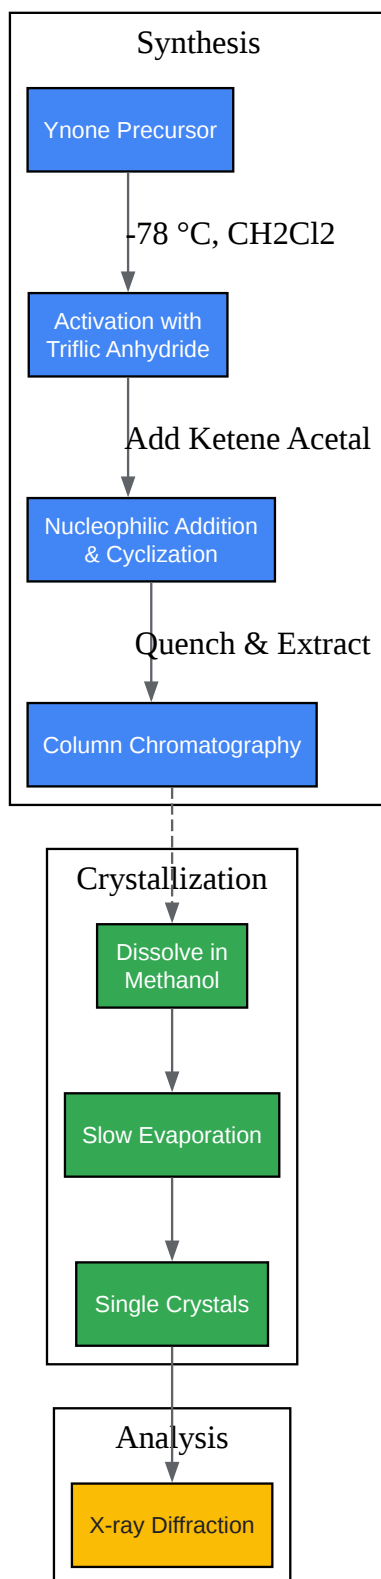 Synthesis
Ynone Precursor
-78 °C, CH2Cl2
Activation with
Triflic Anhydride
Add Ketene Acetal
Nucleophilic Addition
& Cyclization
Quench & Extract
Column Chromatography
Crystallization
Dissolve in
Methanol
Slow Evaporation
Single Crystals
Analysis
X-ray Diffraction